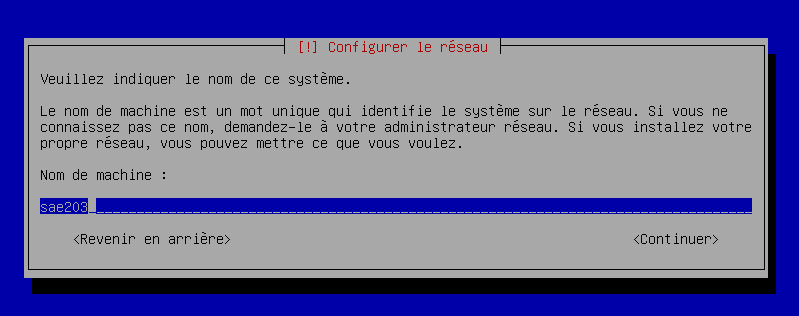 [!] Configurer le réseau
Veuillez indiquer le nom de ce système.
Le nom de machine est un mot unique qui identifie le système sur le réseau. Si vous ne
connaissez pas ce nom, demandez-le à votre administrateur réseau. Si vous installez votre
propre réseau, vous pouvez mettre ce que vous voulez.
Nom de machine :
sae203
<Revenir en arrière> <Continuer>